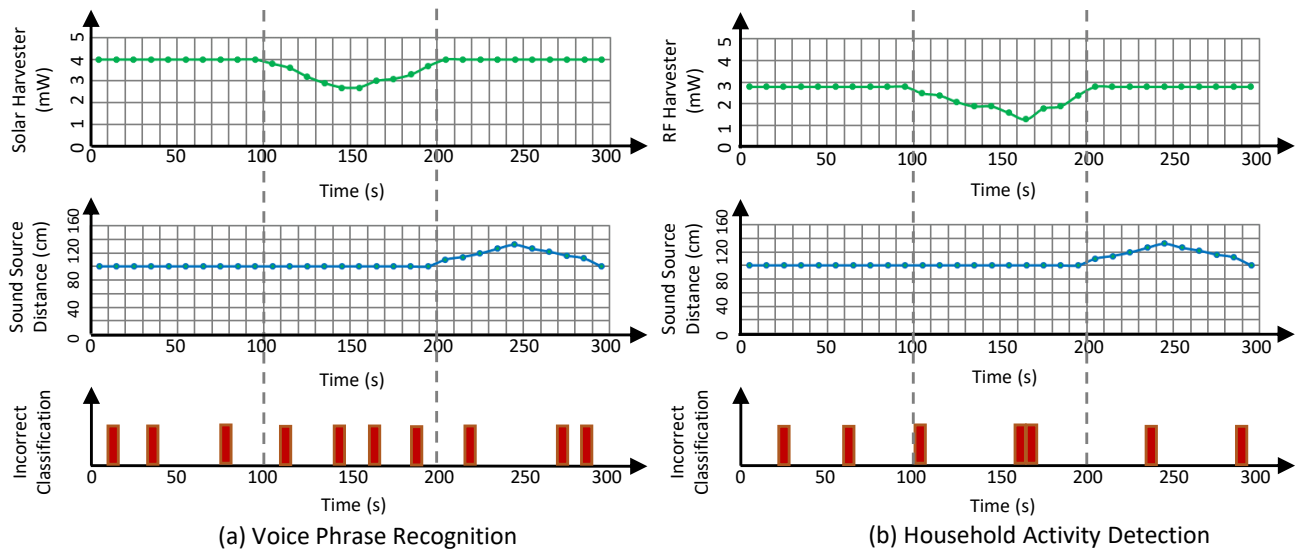 Solar Harvester
(mW)
5
4
3
2
1
0
0 50 100 150 200 250 300
Time (s)
Sound Source
Distance (cm)
160
120
80
40
0
0 50 100 150 200 250 300
Time (s)
Incorrect
Classification
0 50 100 150 200 250 300
Time (s)
(a) Voice Phrase Recognition
RF Harvester
(mW)
5
4
3
2
1
0
0 50 100 150 200 250 300
Time (s)
Sound Source
Distance (cm)
160
120
80
40
0
0 50 100 150 200 250 300
Time (s)
Incorrect
Classification
0 50 100 150 200 250 300
Time (s)
(b) Household Activity Detection